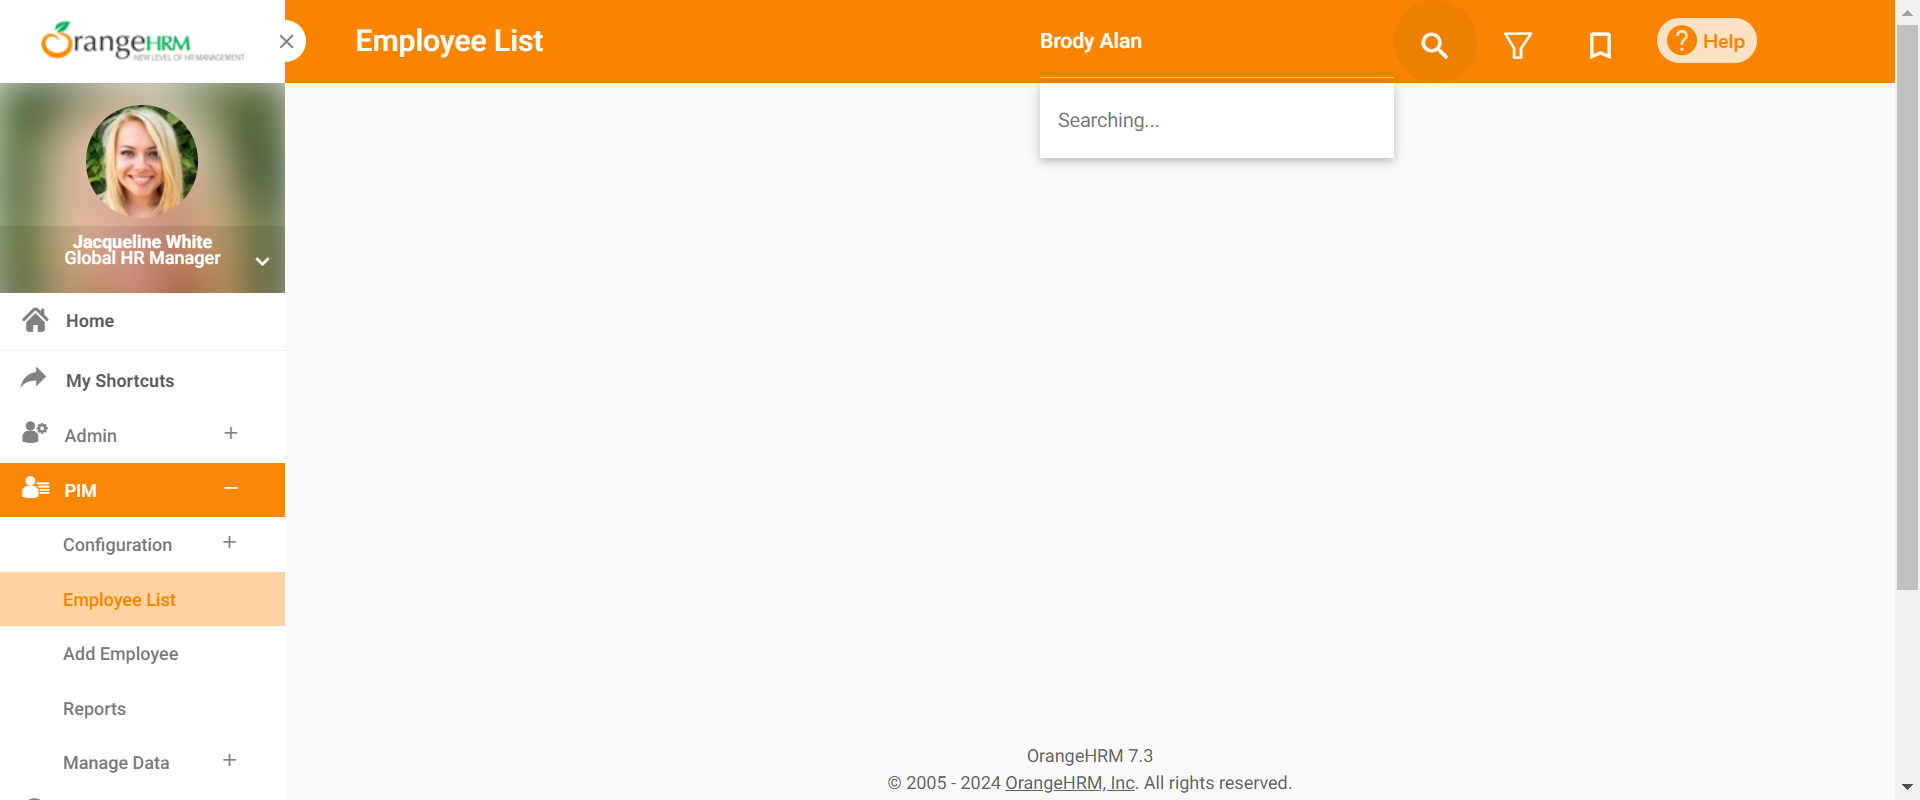 OrangeHRM
NEW LEVEL OF HR MANAGEMENT
Employee List
Brody Alan
? Help
Searching...
Jacqueline White
Global HR Manager
Home
My Shortcuts
Admin +
PIM −
Configuration +
Employee List
Add Employee
Reports
Manage Data +
OrangeHRM 7.3
© 2005 - 2024 OrangeHRM, Inc. All rights reserved.